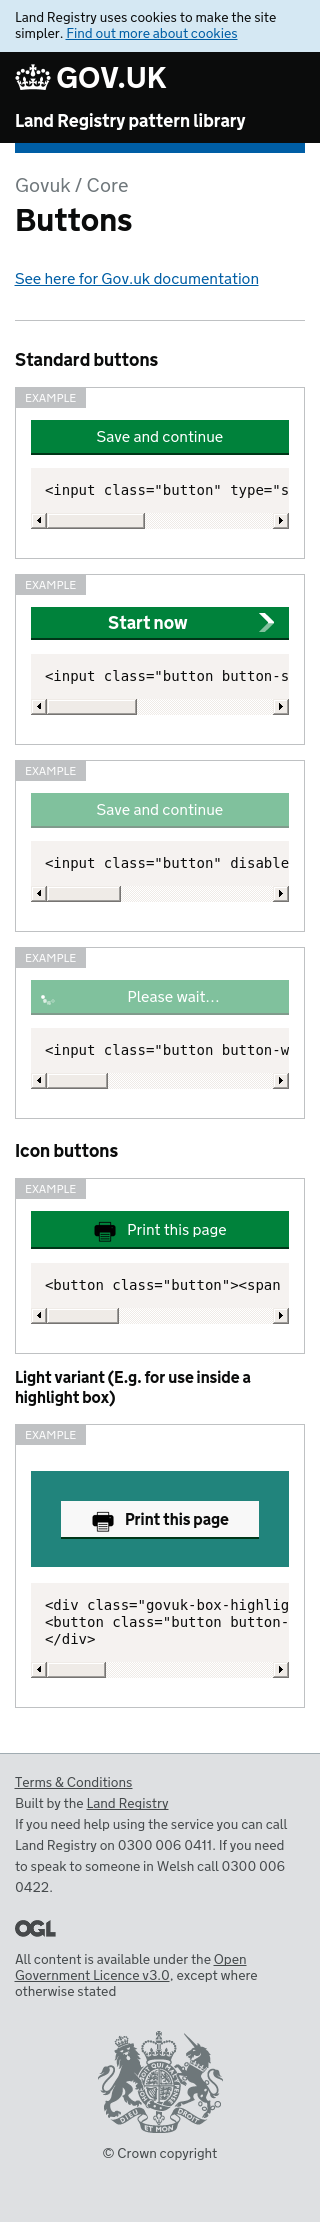 Land Registry uses cookies to make the site
simpler. Find out more about cookies
GOV.UK
Land Registry pattern library
Govuk / Core
Buttons
See here for Gov.uk documentation
Standard buttons
EXAMPLE
Save and continue
<input class="button" type="s
EXAMPLE
Start now
<input class="button button-s
EXAMPLE
Save and continue
<input class="button" disable
EXAMPLE
Please wait...
<input class="button button-w
Icon buttons
EXAMPLE
Print this page
<button class="button"><span
Light variant (E.g. for use inside a
highlight box)
EXAMPLE
Print this page
<div class="govuk-box-highlig
<button class="button button-
</div>
Terms & Conditions
Built by the Land Registry
If you need help using the service you can call
Land Registry on 0300 006 0411. If you need
to speak to someone in Welsh call 0300 006
0422.
OGL
All content is available under the Open
Government Licence v3.0, except where
otherwise stated
DIEU ET MON DROIT
© Crown copyright